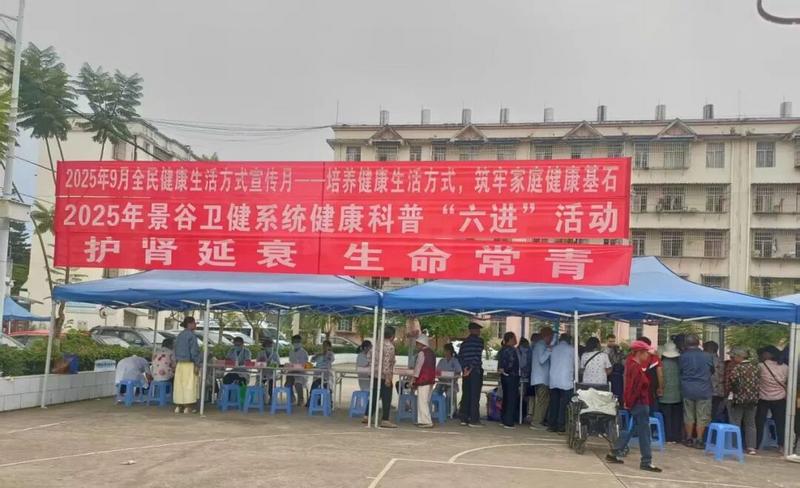 2025年9月全民健康生活方式宣传月——培养健康生活方式，筑牢家庭健康基石
2025年景谷卫健系统健康科普“六进”活动
护肾延衰 生命常青